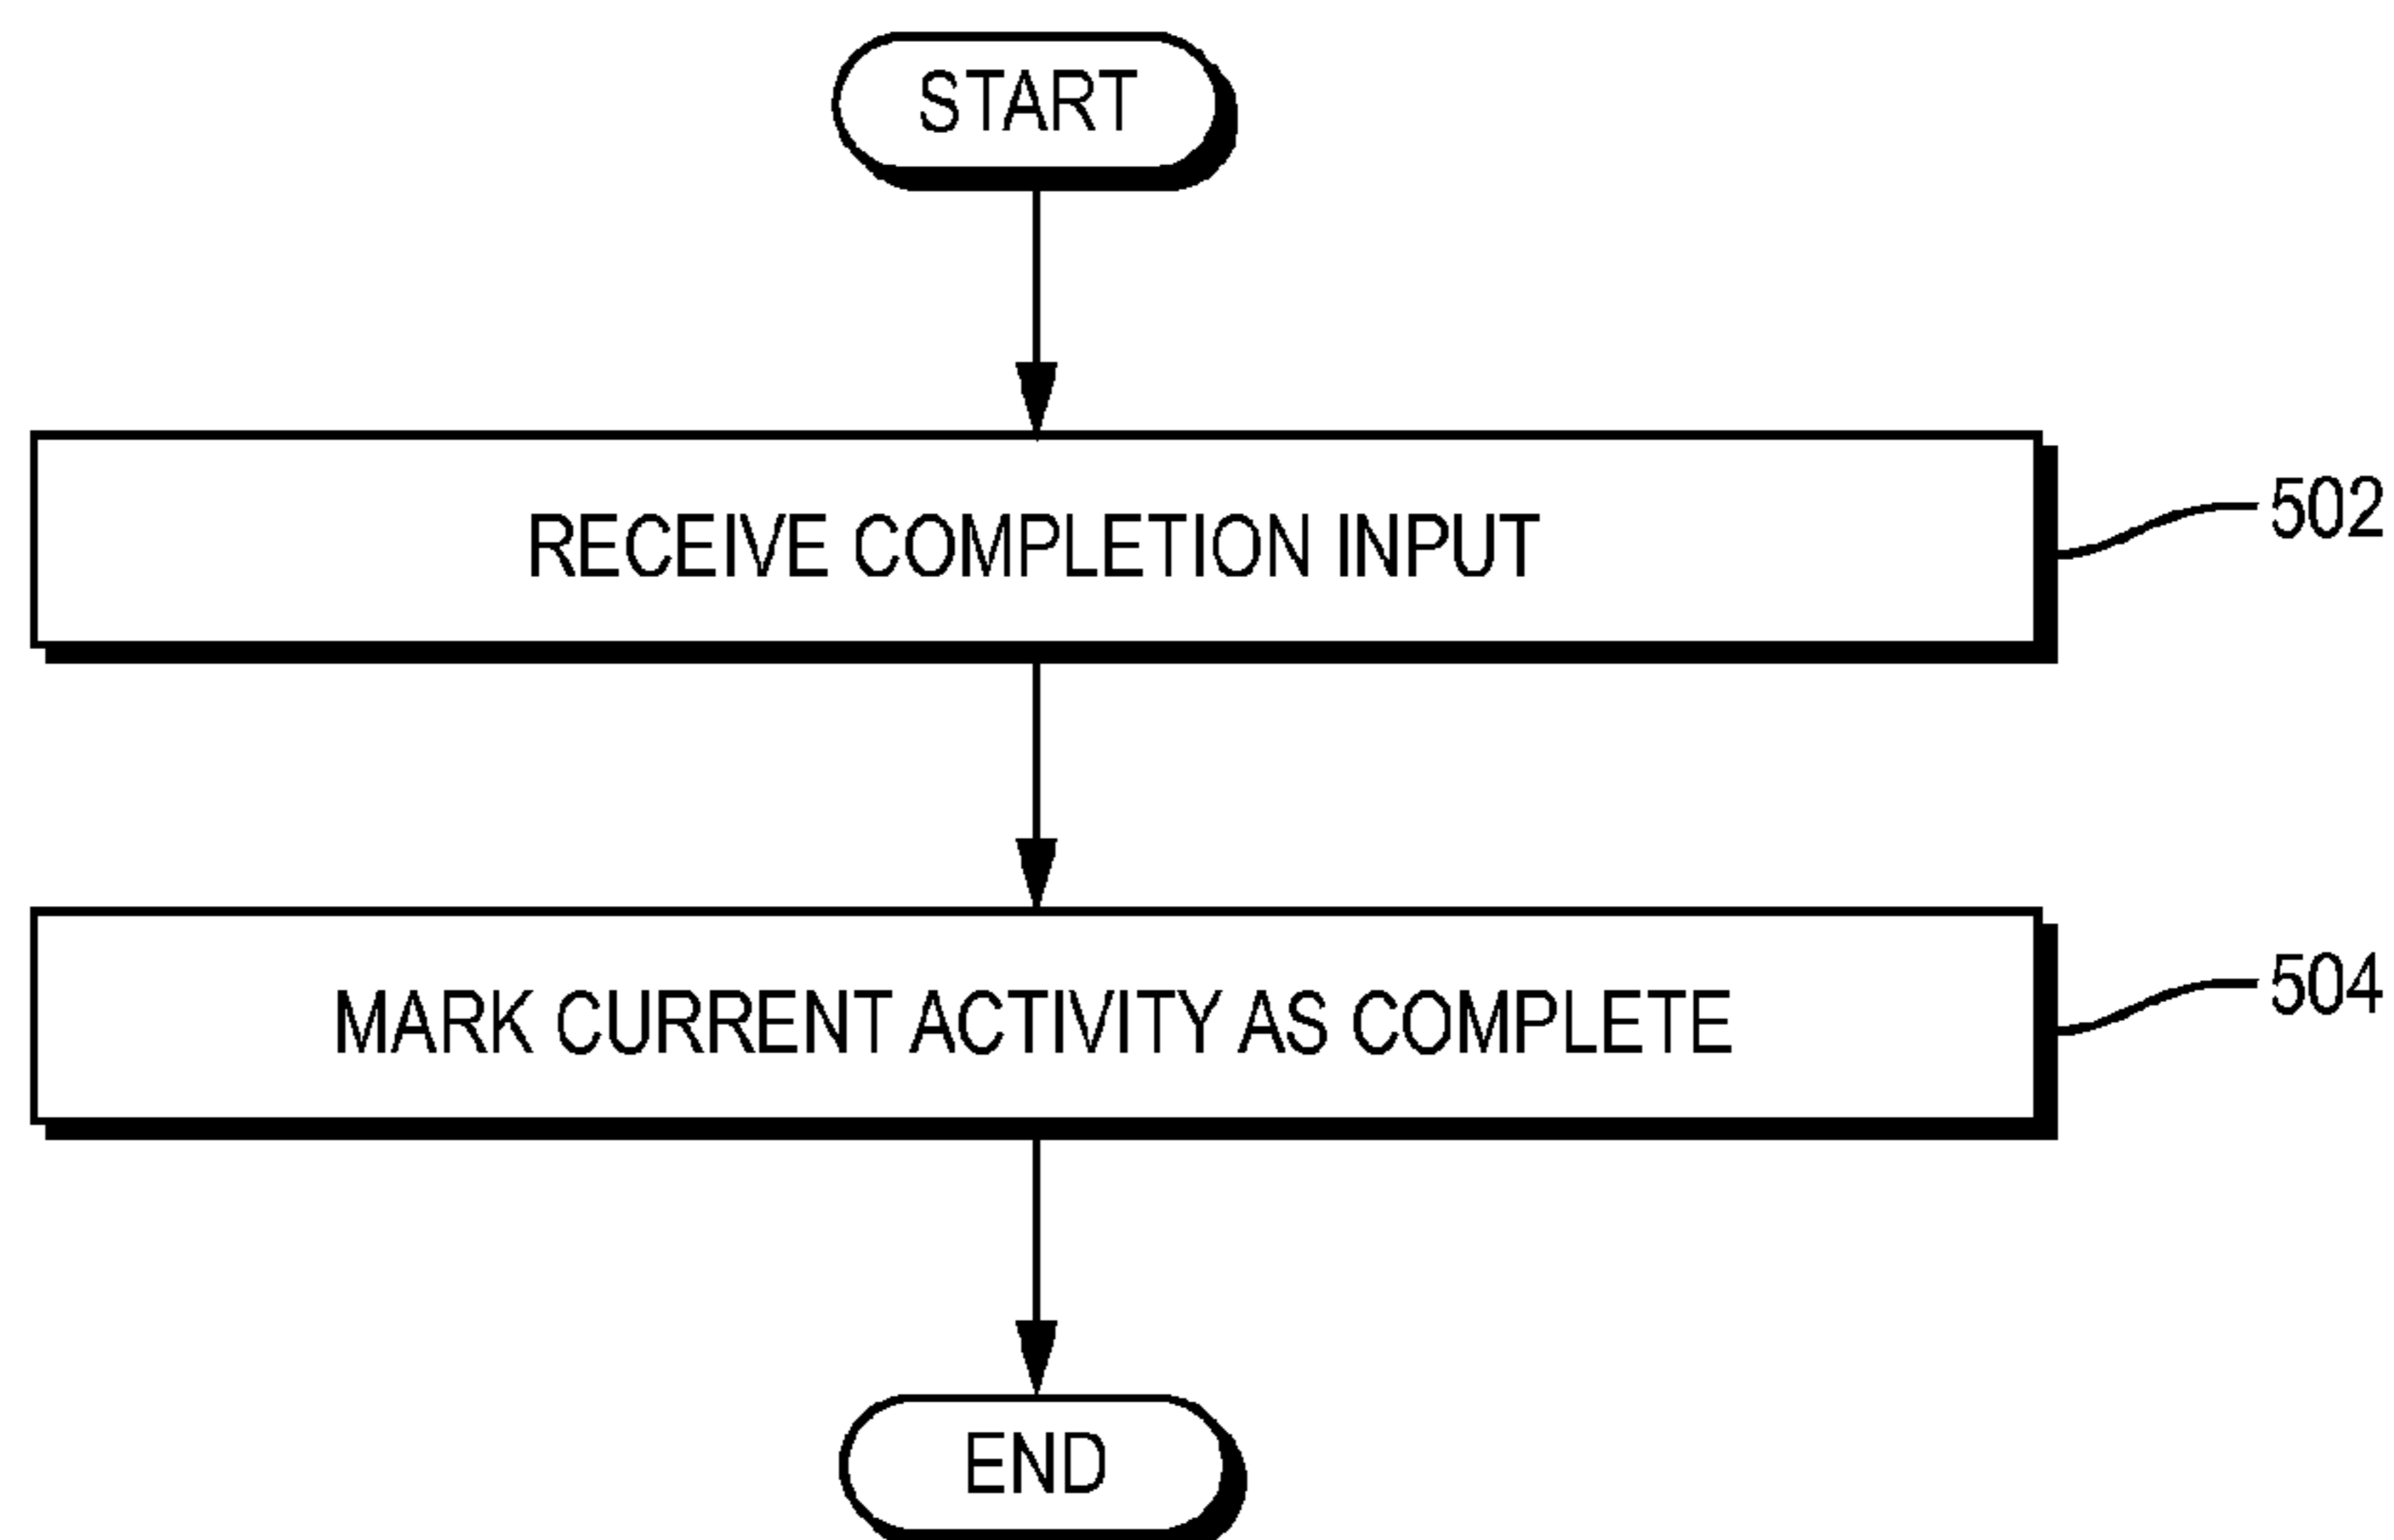 START
RECEIVE COMPLETION INPUT
502
MARK CURRENT ACTIVITY AS COMPLETE
504
END